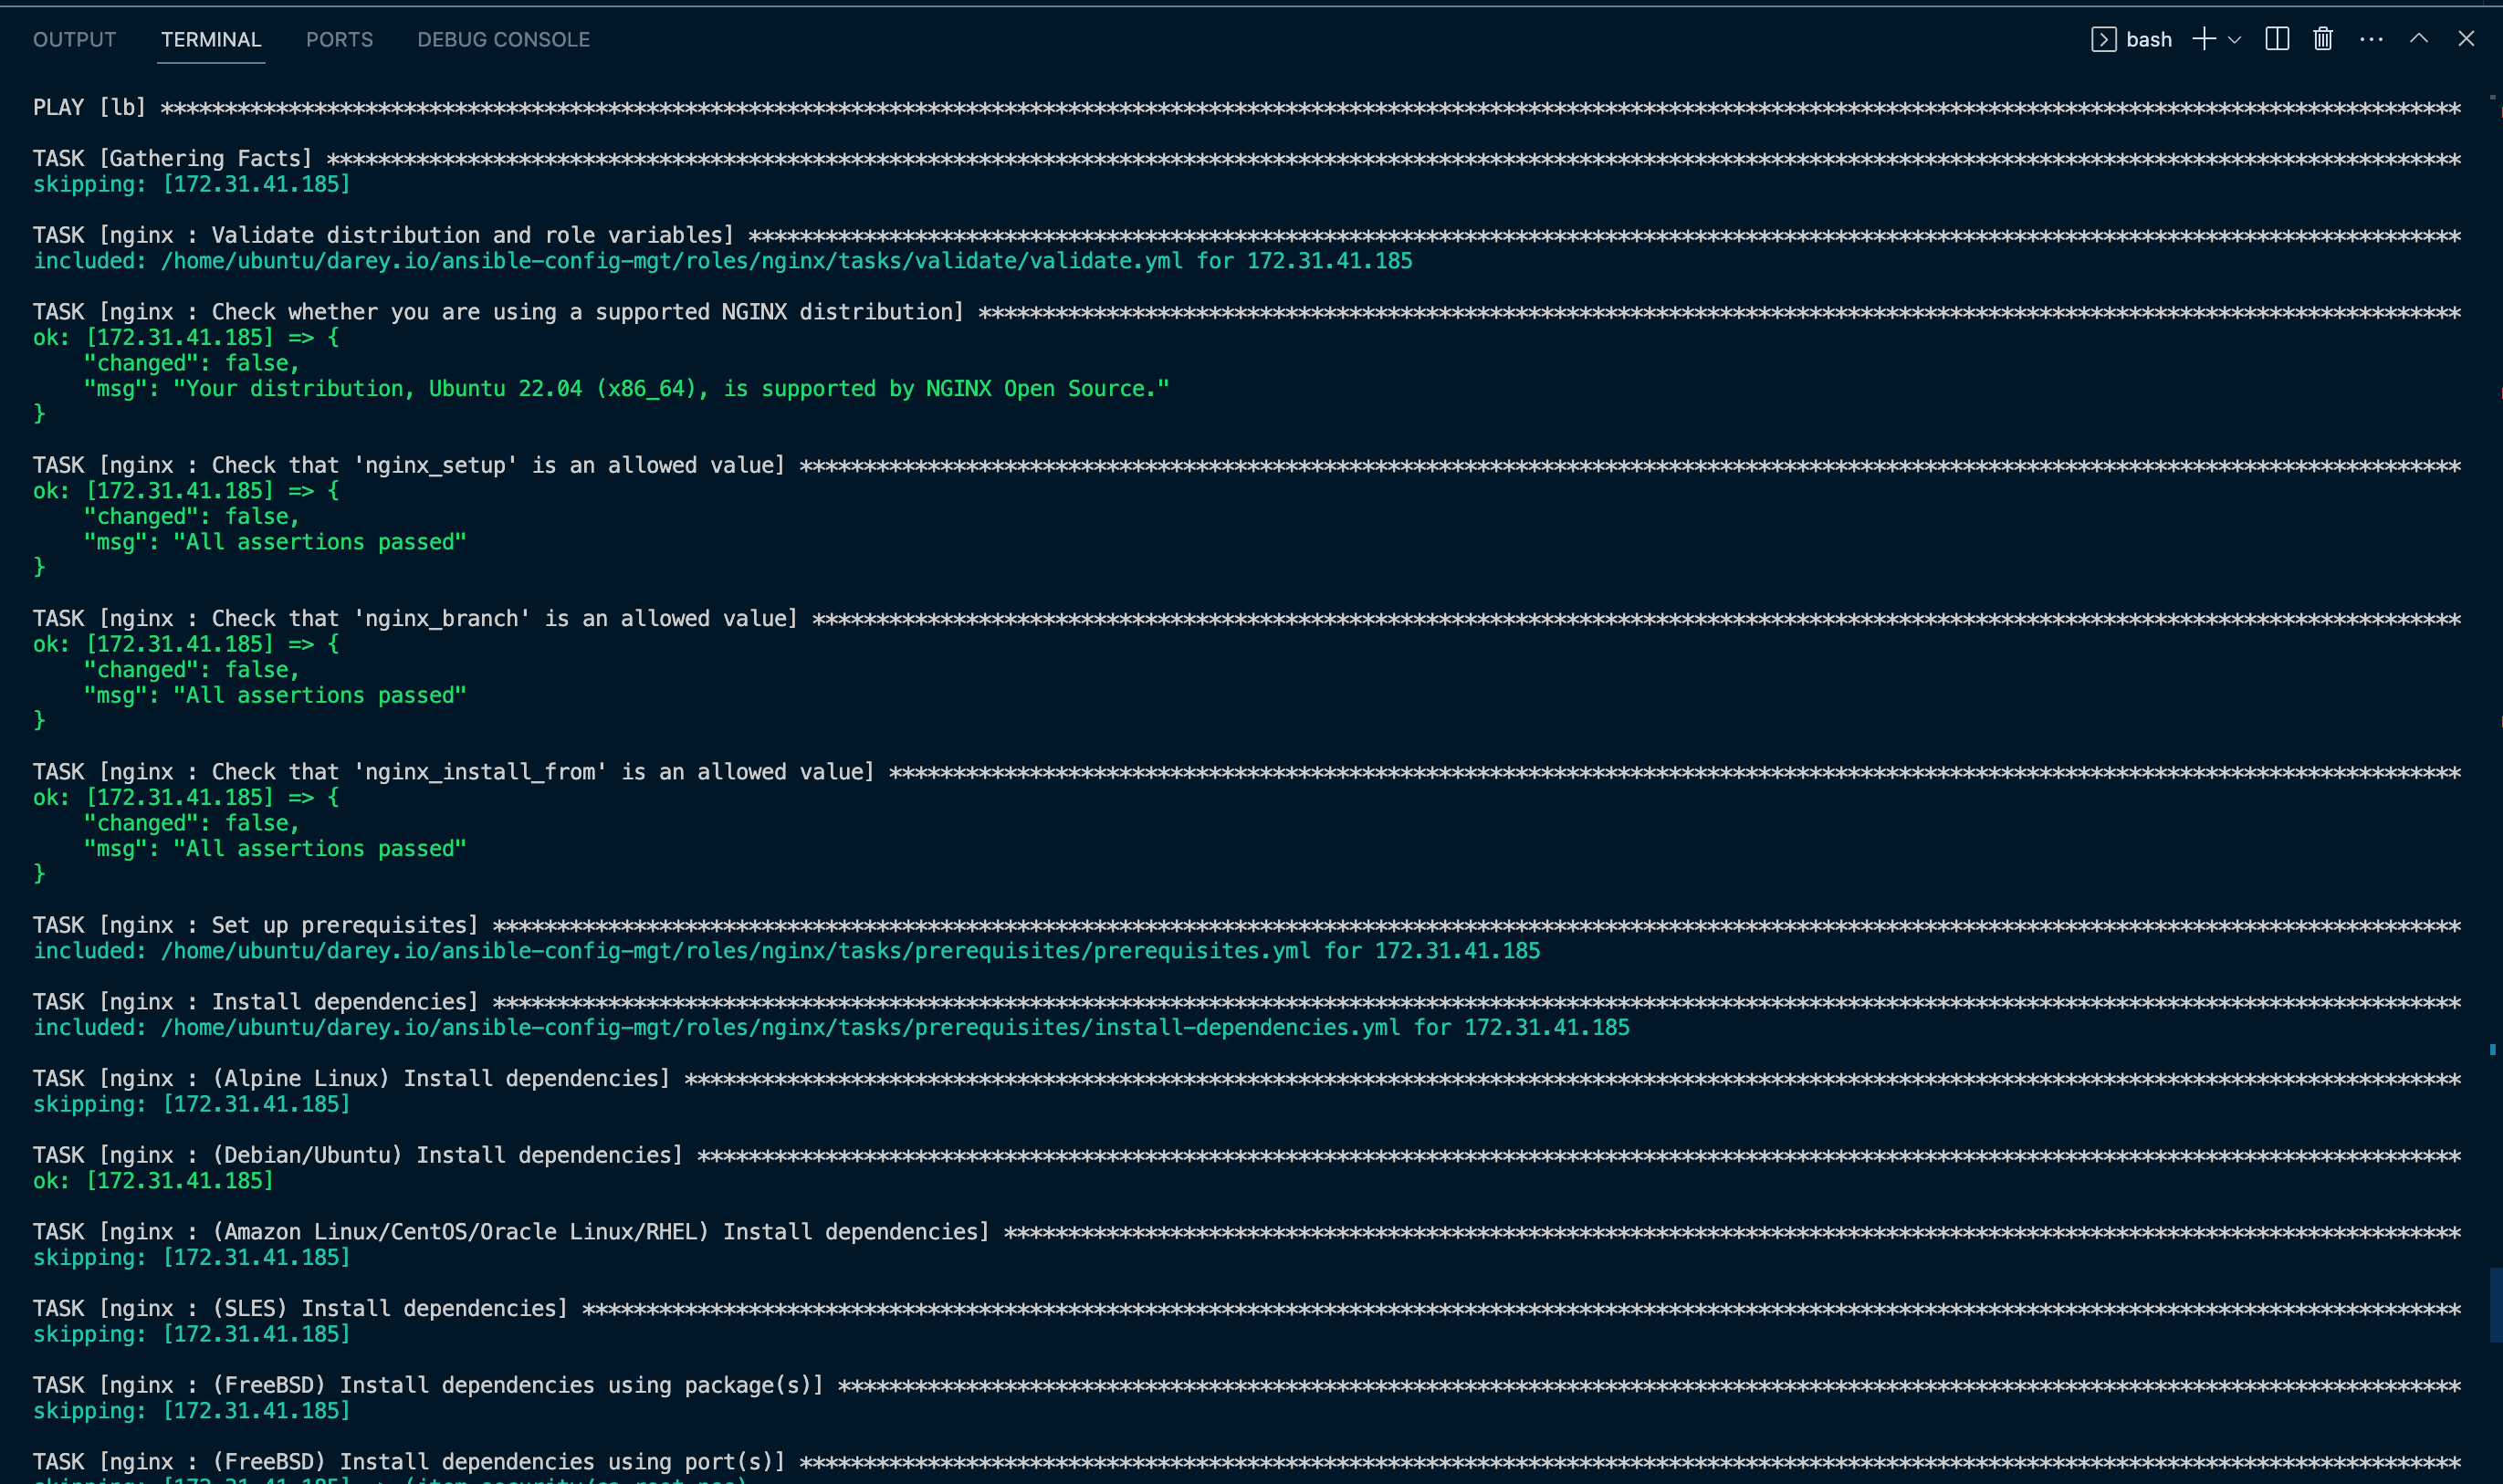 OUTPUT TERMINAL PORTS DEBUG CONSOLE bash
PLAY [lb] ************************************************************
TASK [Gathering Facts] ************************************************************
skipping: [172.31.41.185]
TASK [nginx : Validate distribution and role variables] ************************************************************
included: /home/ubuntu/darey.io/ansible-config-mgt/roles/nginx/tasks/validate/validate.yml for 172.31.41.185
TASK [nginx : Check whether you are using a supported NGINX distribution] ************************************************************
ok: [172.31.41.185] => {
    "changed": false,
    "msg": "Your distribution, Ubuntu 22.04 (x86_64), is supported by NGINX Open Source."
}
TASK [nginx : Check that 'nginx_setup' is an allowed value] ************************************************************
ok: [172.31.41.185] => {
    "changed": false,
    "msg": "All assertions passed"
}
TASK [nginx : Check that 'nginx_branch' is an allowed value] ************************************************************
ok: [172.31.41.185] => {
    "changed": false,
    "msg": "All assertions passed"
}
TASK [nginx : Check that 'nginx_install_from' is an allowed value] ************************************************************
ok: [172.31.41.185] => {
    "changed": false,
    "msg": "All assertions passed"
}
TASK [nginx : Set up prerequisites] ************************************************************
included: /home/ubuntu/darey.io/ansible-config-mgt/roles/nginx/tasks/prerequisites/prerequisites.yml for 172.31.41.185
TASK [nginx : Install dependencies] ************************************************************
included: /home/ubuntu/darey.io/ansible-config-mgt/roles/nginx/tasks/prerequisites/install-dependencies.yml for 172.31.41.185
TASK [nginx : (Alpine Linux) Install dependencies] ************************************************************
skipping: [172.31.41.185]
TASK [nginx : (Debian/Ubuntu) Install dependencies] ************************************************************
ok: [172.31.41.185]
TASK [nginx : (Amazon Linux/CentOS/Oracle Linux/RHEL) Install dependencies] ************************************************************
skipping: [172.31.41.185]
TASK [nginx : (SLES) Install dependencies] ************************************************************
skipping: [172.31.41.185]
TASK [nginx : (FreeBSD) Install dependencies using package(s)] ************************************************************
skipping: [172.31.41.185]
TASK [nginx : (FreeBSD) Install dependencies using port(s)] ************************************************************